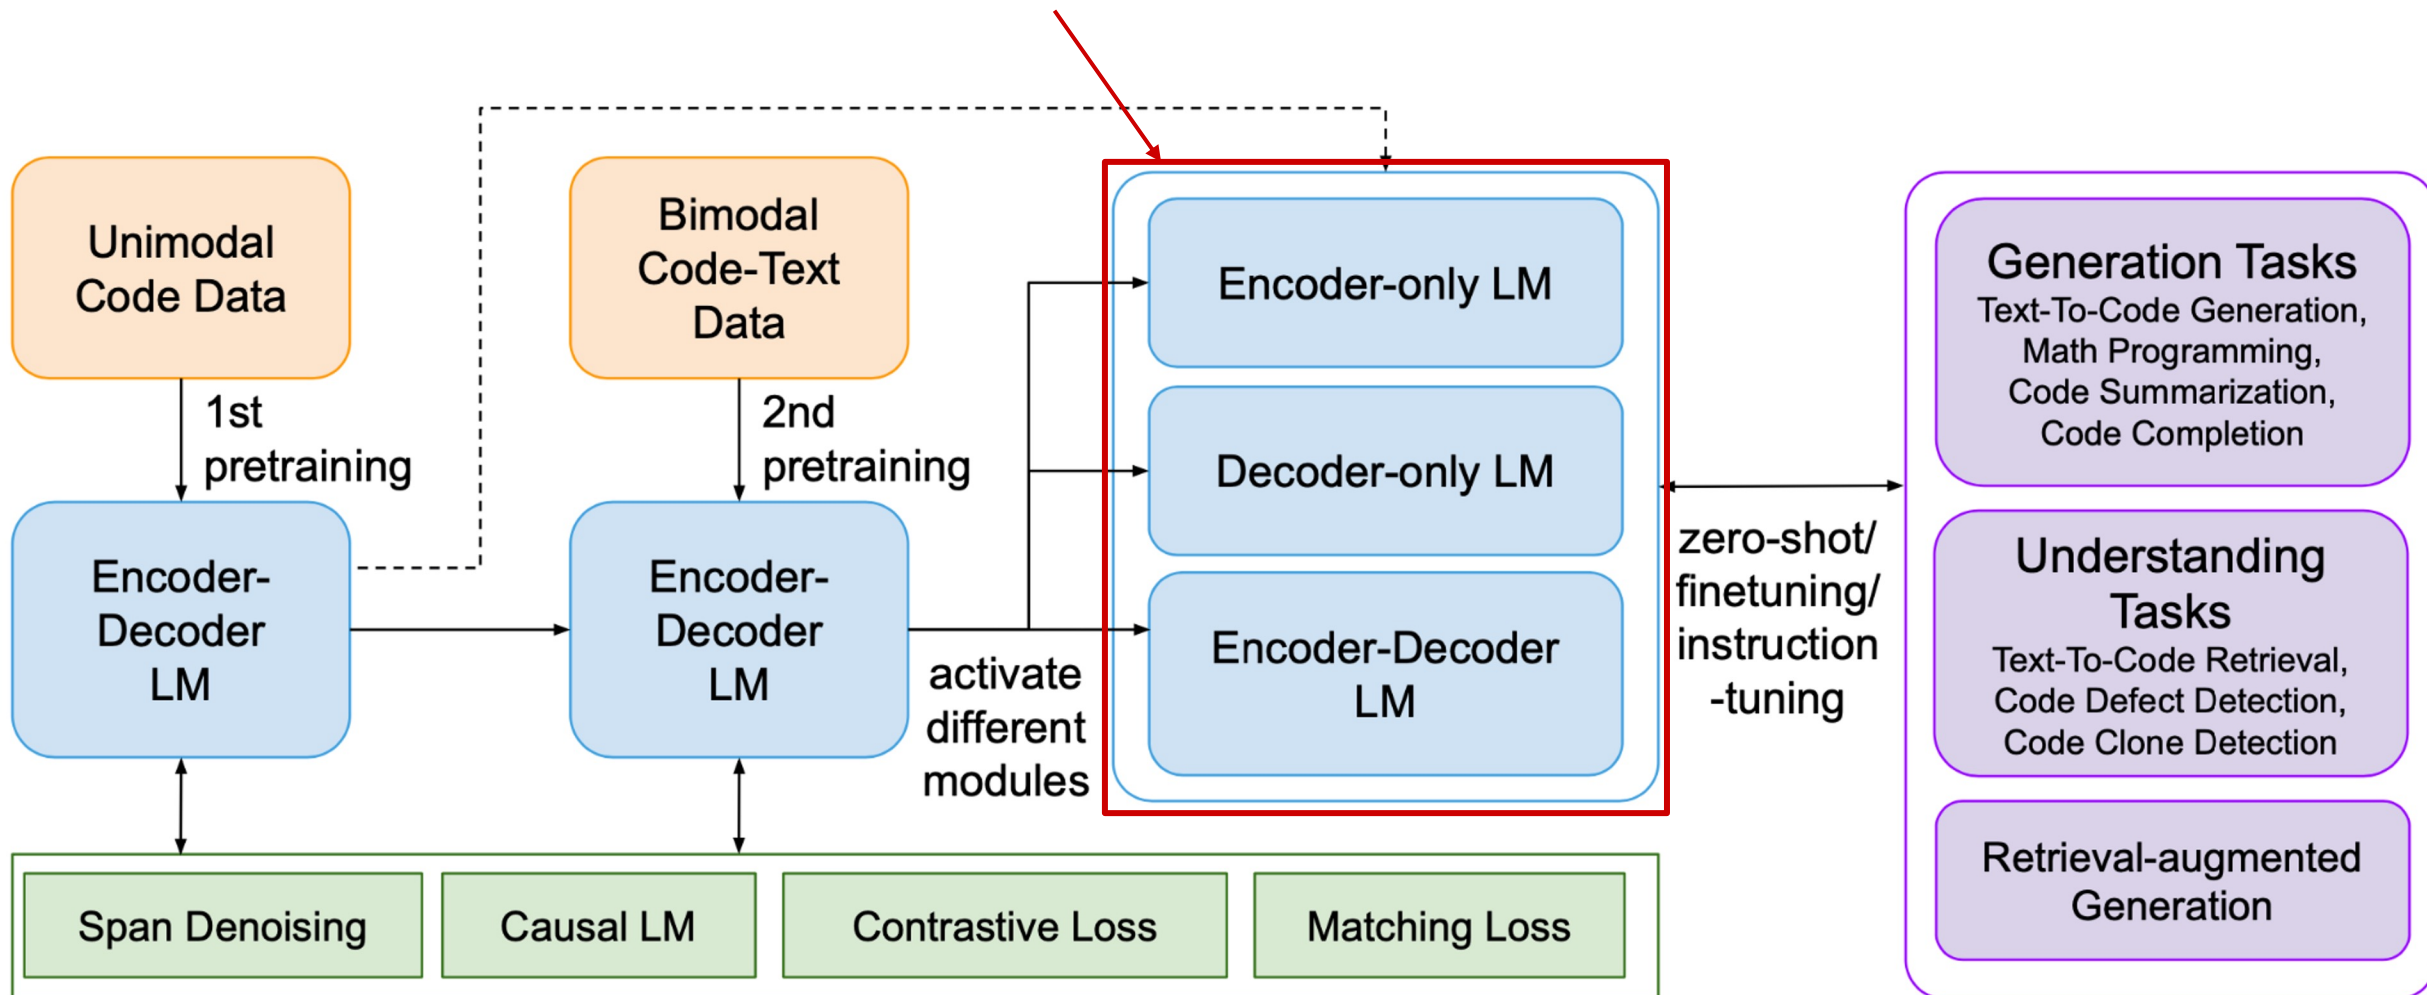 Unimodal
Code Data
1st
pretraining
Encoder-
Decoder
LM
Bimodal
Code-Text
Data
2nd
pretraining
Encoder-
Decoder
LM
activate
different
modules
Encoder-only LM
Decoder-only LM
Encoder-Decoder
LM
zero-shot/
finetuning/
instruction
-tuning
Generation Tasks
Text-To-Code Generation,
Math Programming,
Code Summarization,
Code Completion
Understanding
Tasks
Text-To-Code Retrieval,
Code Defect Detection,
Code Clone Detection
Retrieval-augmented
Generation
Span Denoising
Causal LM
Contrastive Loss
Matching Loss